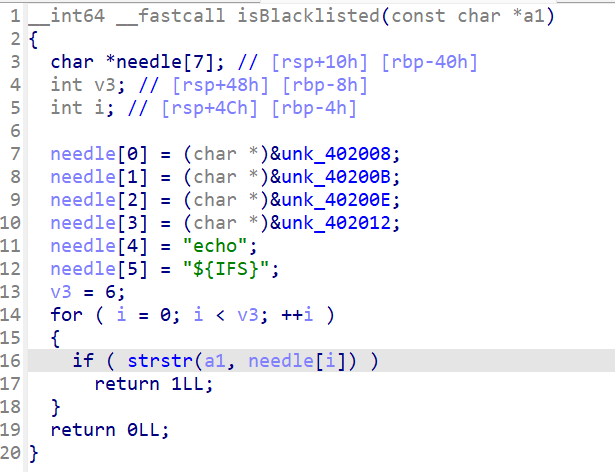 1 __int64 __fastcall isBlacklisted(const char *a1)
2 {
3 char *needle[7]; // [rsp+10h] [rbp-40h]
4 int v3; // [rsp+48h] [rbp-8h]
5 int i; // [rsp+4Ch] [rbp-4h]
6
7 needle[0] = (char *)&unk_402008;
8 needle[1] = (char *)&unk_40200B;
9 needle[2] = (char *)&unk_40200E;
10 needle[3] = (char *)&unk_402012;
11 needle[4] = "echo";
12 needle[5] = "${IFS}";
13 v3 = 6;
14 for ( i = 0; i < v3; ++i )
15 {
16 if ( strstr(a1, needle[i]) )
17 return 1LL;
18 }
19 return 0LL;
20 }